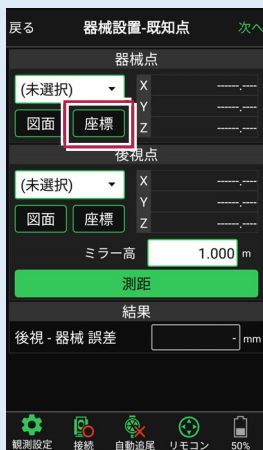 戻る 器械設置-既知点 次へ
器械点
(未選択) X ------.----
Y ------.----
図面 座標 Z ------.----
後視点
(未選択) X ------.----
Y ------.----
図面 座標 Z ------.----
ミラー高 1.000 m
測距
結果
後視 - 器械 誤差 - mm
観測設定 接続 自動追尾 リモコン 50%